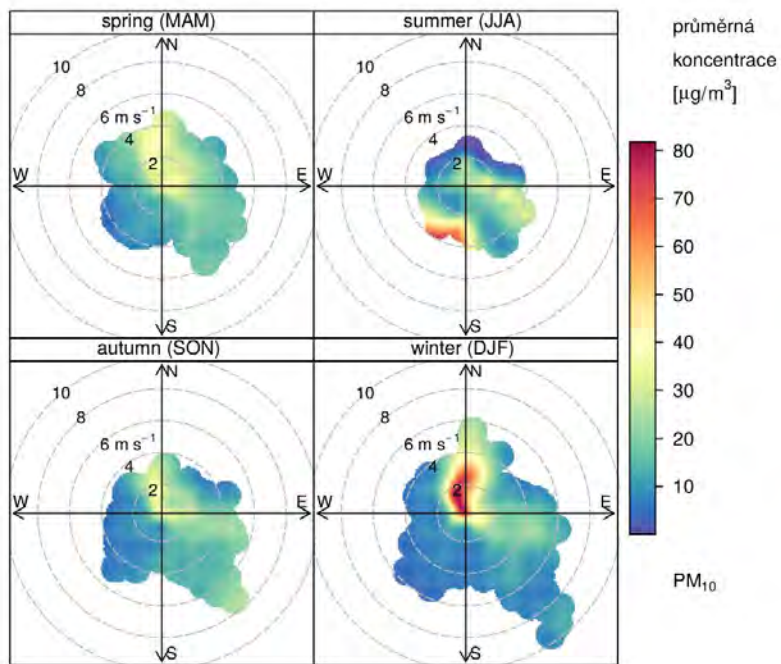 spring (MAM)
summer (JJA)
průměrná
koncentrace
[μg/m³]
N
10
8
6 m s⁻¹
4
2
W
E
S
N
10
8
6 m s⁻¹
4
2
W
E
S
80
70
60
50
40
30
20
10
autumn (SON)
winter (DJF)
N
10
8
6 m s⁻¹
4
2
W
E
S
N
10
8
6 m s⁻¹
4
2
W
E
S
PM₁₀